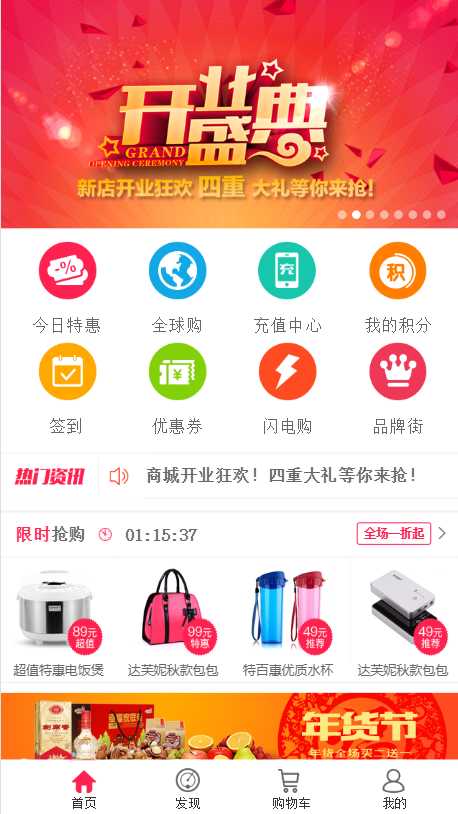 开业盛典
GRAND
OPENING CEREMONY
新店开业狂欢 四重 大礼等你来抢!
-%
充
积
今日特惠 全球购 充值中心 我的积分
¥
签到 优惠券 闪电购 品牌街
热门资讯 商城开业狂欢!四重大礼等你来抢!
限时抢购 01:15:37 全场一折起 >
89元 超值
99元 特惠
49元 推荐
49元 推荐
超值特惠电饭煲 达芙妮秋款包包 特百惠优质水杯 达芙妮秋款包包
年货节
年货全场买二送一
首页 发现 购物车 我的